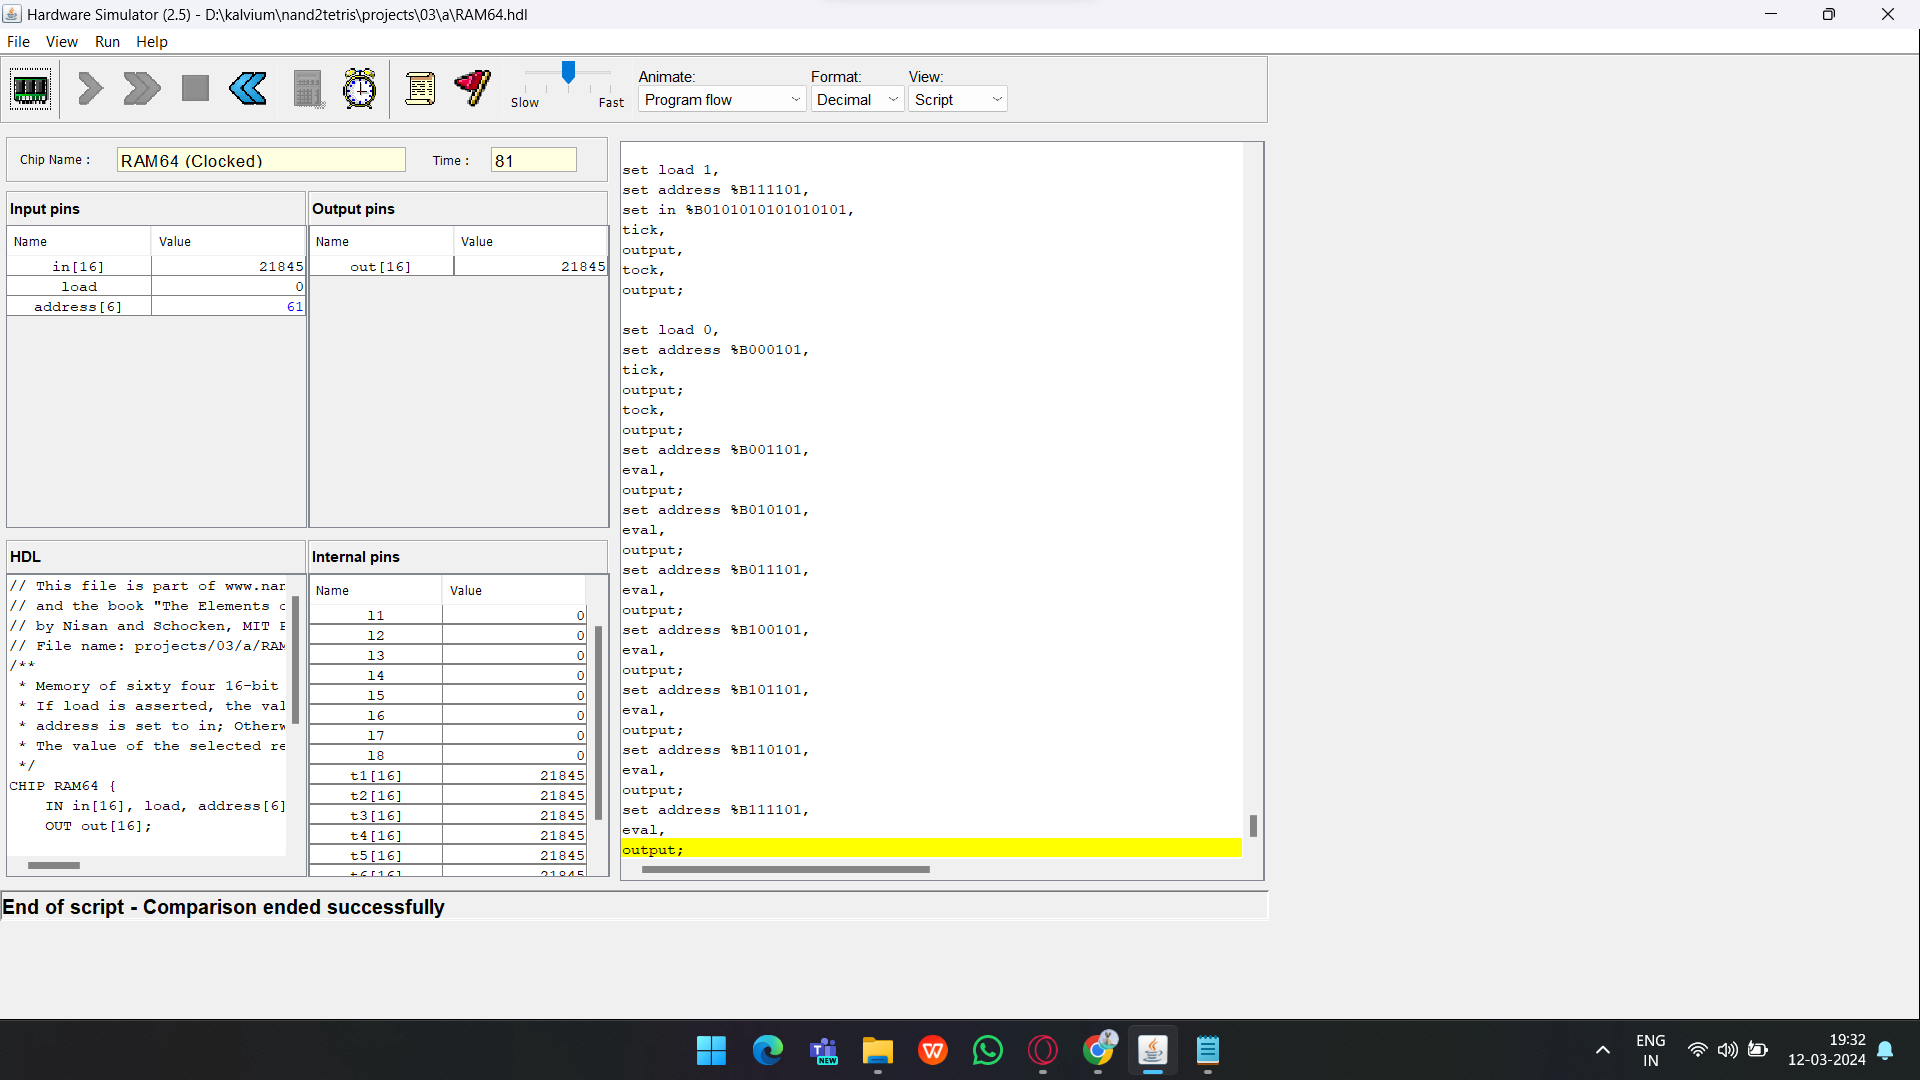 Hardware Simulator (2.5) - D:\kalvium\nand2tetris\projects\03\a\RAM64.hdl
File View Run Help
Slow Fast
Animate:
Program flow
Format:
Decimal
View:
Script
Chip Name :
RAM64 (Clocked)
Time :
81
Input pins
Name Value
in[16] 21845
load 0
address[6] 61
Output pins
Name Value
out[16] 21845
HDL
// This file is part of www.nan
// and the book "The Elements o
// by Nisan and Schocken, MIT P
// File name: projects/03/a/RAM
/**
* Memory of sixty four 16-bit
* If load is asserted, the val
* address is set to in; Otherw
* The value of the selected re
*/
CHIP RAM64 {
IN in[16], load, address[6]
OUT out[16];
Internal pins
Name Value
l1 0
l2 0
l3 0
l4 0
l5 0
l6 0
l7 0
l8 0
t1[16] 21845
t2[16] 21845
t3[16] 21845
t4[16] 21845
t5[16] 21845
t6[16] 21845
set load 1,
set address %B111101,
set in %B0101010101010101,
tick,
output,
tock,
output;
set load 0,
set address %B000101,
tick,
output;
tock,
output;
set address %B001101,
eval,
output;
set address %B010101,
eval,
output;
set address %B011101,
eval,
output;
set address %B100101,
eval,
output;
set address %B101101,
eval,
output;
set address %B110101,
eval,
output;
set address %B111101,
eval,
output;
End of script - Comparison ended successfully
NEW
ENG
IN
19:32
12-03-2024